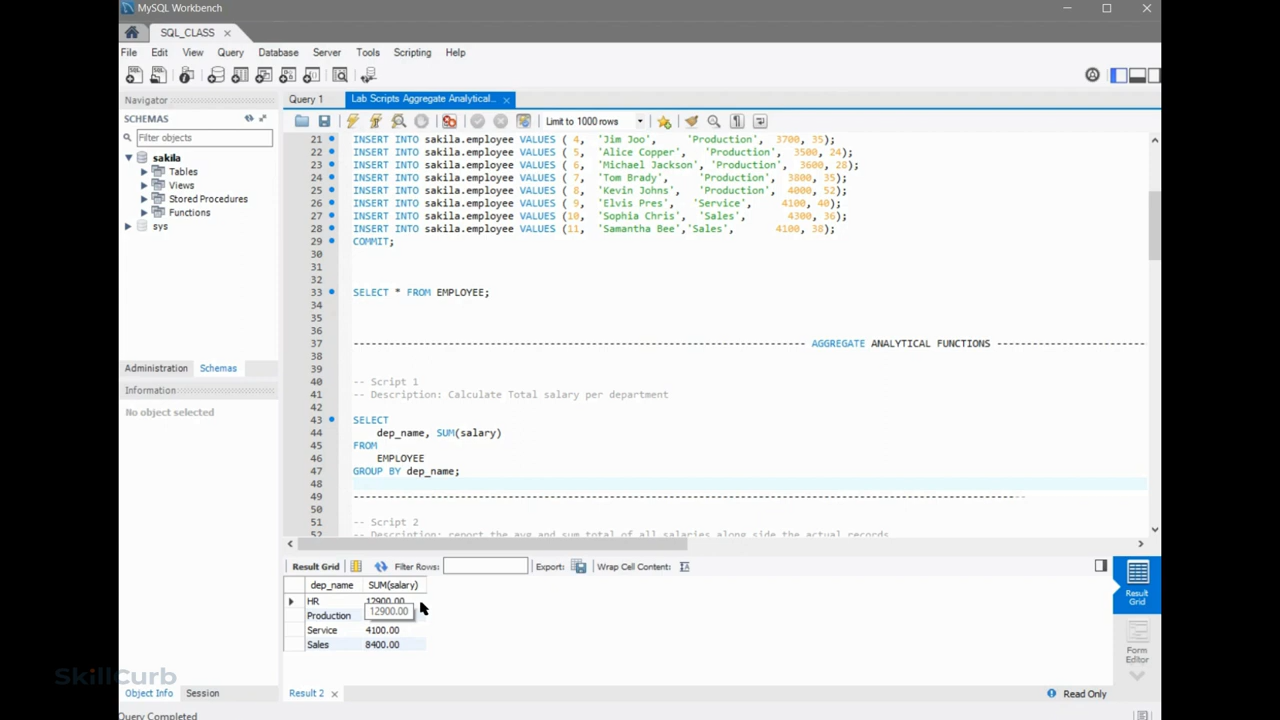 MySQL Workbench
SQL_CLASS
File Edit View Query Database Server Tools Scripting Help
Navigator
SCHEMAS
Filter objects
sakila
Tables
Views
Stored Procedures
Functions
sys
Administration Schemas
Information
No object selected
Object Info Session
Query Completed
Query 1 Lab Scripts Aggregate Analytical...
Limit to 1000 rows
21 INSERT INTO sakila.employee VALUES ( 4, 'Jim Joo', 'Production', 3700, 35);
22 INSERT INTO sakila.employee VALUES ( 5, 'Alice Copper', 'Production', 3500, 24);
23 INSERT INTO sakila.employee VALUES ( 6, 'Michael Jackson', 'Production', 3600, 28);
24 INSERT INTO sakila.employee VALUES ( 7, 'Tom Brady', 'Production', 3800, 35);
25 INSERT INTO sakila.employee VALUES ( 8, 'Kevin Johns', 'Production', 4000, 52);
26 INSERT INTO sakila.employee VALUES ( 9, 'Elvis Pres', 'Service', 4100, 40);
27 INSERT INTO sakila.employee VALUES (10, 'Sophia Chris', 'Sales', 4300, 36);
28 INSERT INTO sakila.employee VALUES (11, 'Samantha Bee','Sales', 4100, 38);
29 COMMIT;
30
31
32
33 SELECT * FROM EMPLOYEE;
34
35
36
37 ---------------------------------------------------------------------------- AGGREGATE ANALYTICAL FUNCTIONS -------------------------
38
39
40 -- Script 1
41 -- Description: Calculate Total salary per department
42
43 SELECT
44 dep_name, SUM(salary)
45 FROM
46 EMPLOYEE
47 GROUP BY dep_name;
48
49 -----------------------------------------------------------------------------------------------------------------
50
51 -- Script 2
52 -- Description: report the avg and sum total of all salaries along side the actual records
Result Grid Filter Rows: Export: Wrap Cell Content:
dep_name SUM(salary)
HR 12900.00
Production 12900.00
Service 4100.00
Sales 8400.00
Result Grid
Form Editor
Result 2
Read Only
SkillCurb